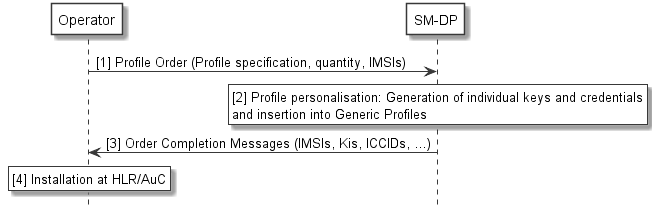 Operator
SM-DP
[1] Profile Order (Profile specification, quantity, IMSIs)
[2] Profile personalisation: Generation of individual keys and credentials
and insertion into Generic Profiles
[3] Order Completion Messages (IMSIs, Kis, ICCIDs, ...)
[4] Installation at HLR/AuC